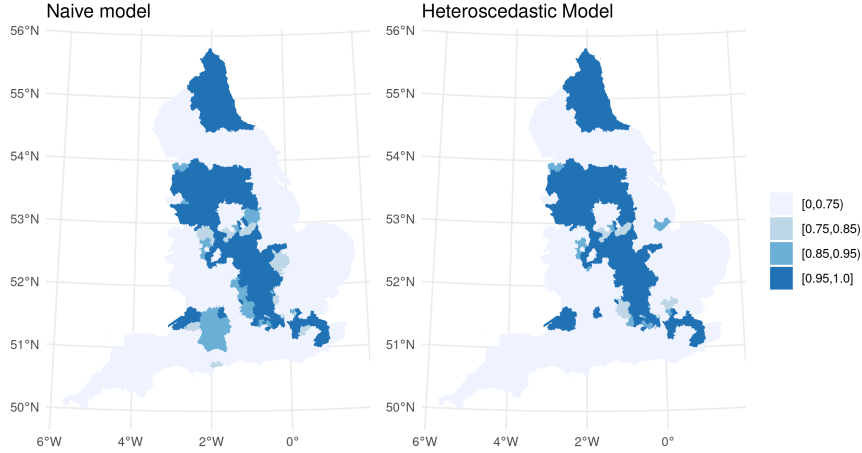 Naive model
Heteroscedastic Model
56°N
55°N
54°N
53°N
52°N
51°N
50°N
6°W
4°W
2°W
0°
56°N
55°N
54°N
53°N
52°N
51°N
50°N
6°W
4°W
2°W
0°
[0,0.75)
[0.75,0.85)
[0.85,0.95)
[0.95,1.0]